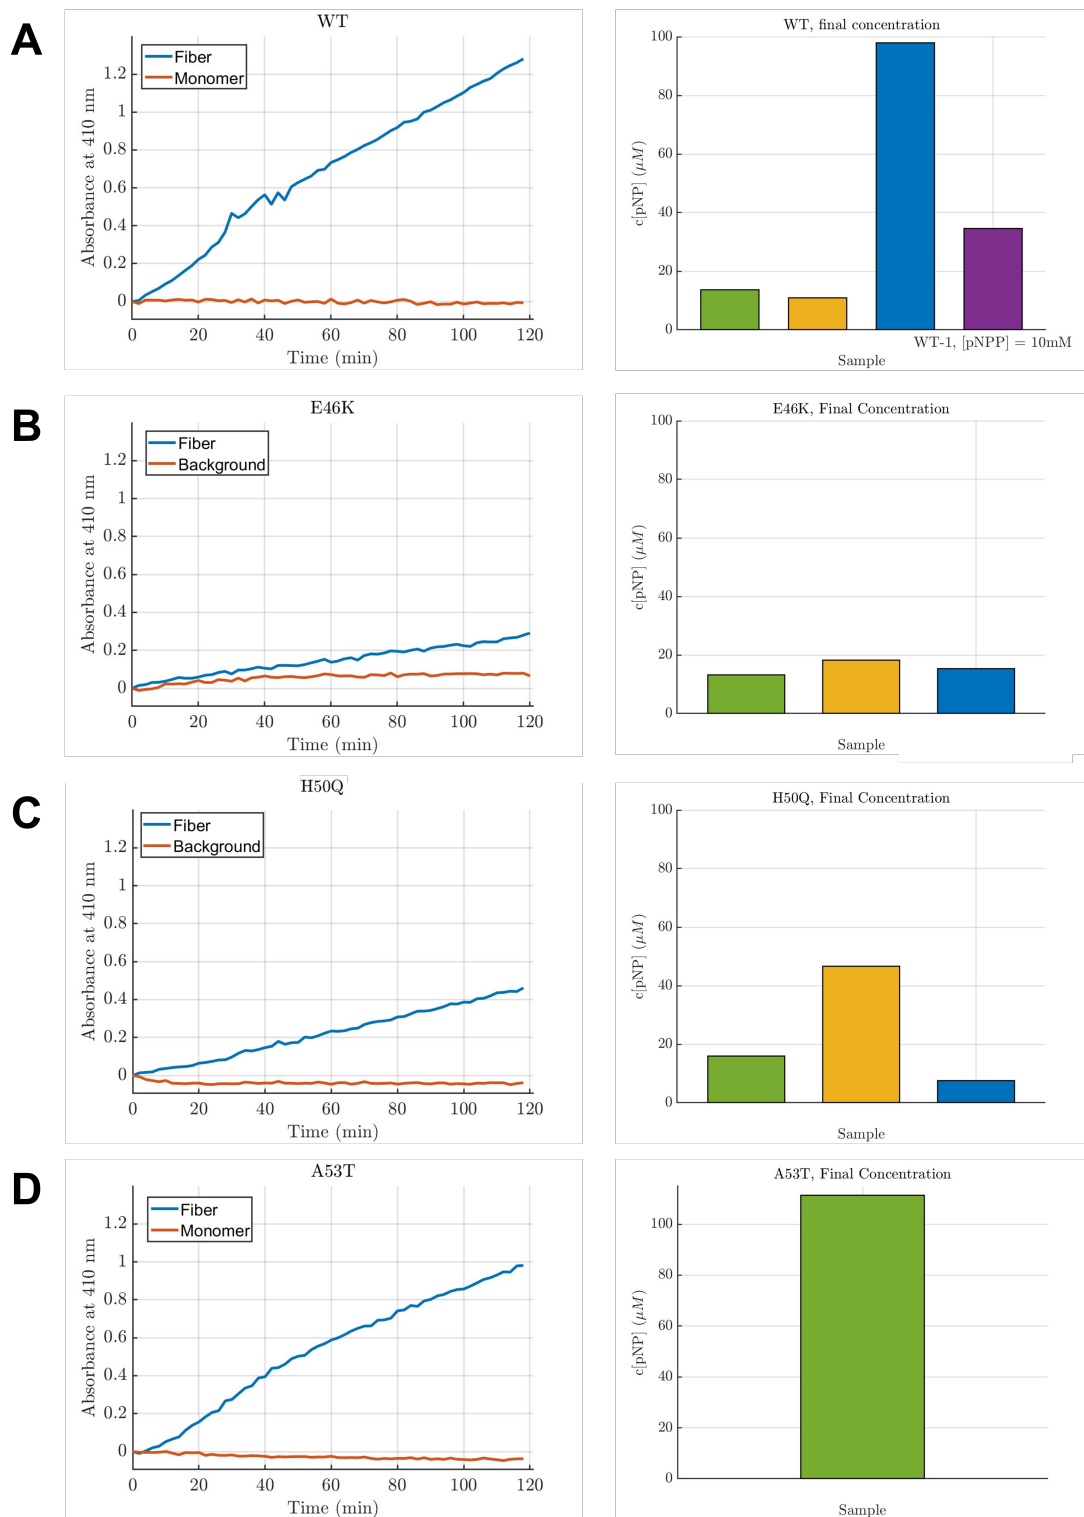 A
WT
Fiber
Monomer
1.2
1
0.8
0.6
0.4
0.2
0
Absorbance at 410 nm
0 20 40 60 80 100 120
Time (min)
WT, final concentration
100
80
60
40
20
0
c[pNP] (μM)
WT-1, [pNPP] = 10mM
Sample
B
E46K
Fiber
Background
1.2
1
0.8
0.6
0.4
0.2
0
Absorbance at 410 nm
0 20 40 60 80 100 120
Time (min)
E46K, Final Concentration
100
80
60
40
20
0
c[pNP] (μM)
Sample
C
H50Q
Fiber
Background
1.2
1
0.8
0.6
0.4
0.2
0
Absorbance at 410 nm
0 20 40 60 80 100 120
Time (min)
H50Q, Final Concentration
100
80
60
40
20
0
c[pNP] (μM)
Sample
D
A53T
Fiber
Monomer
1.2
1
0.8
0.6
0.4
0.2
0
Absorbance at 410 nm
0 20 40 60 80 100 120
Time (min)
A53T, Final Concentration
100
80
60
40
20
0
c[pNP] (μM)
Sample